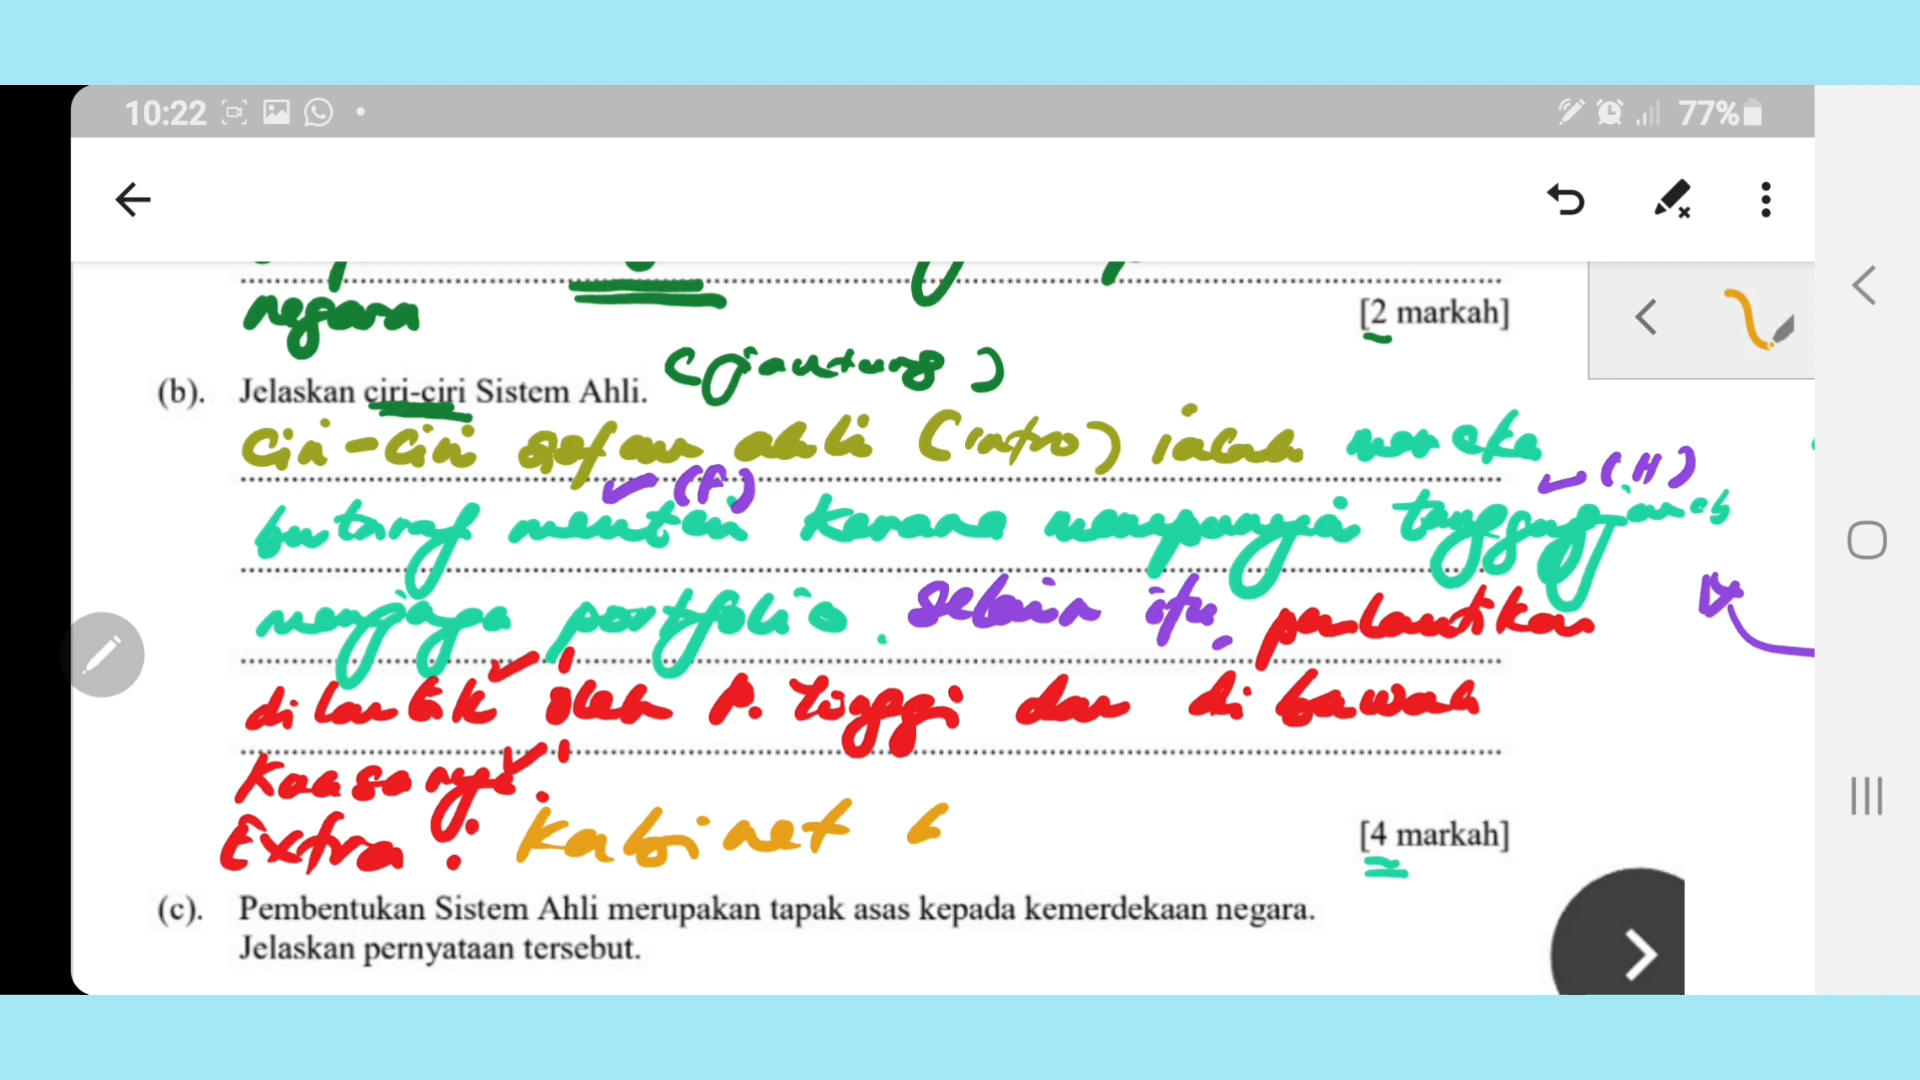 10:22
77%
negara
[2 markah]
(jantung)
(b). Jelaskan ciri-ciri Sistem Ahli.
Ciri-Ciri ahli (intro) ialah mereka
(F) (H)
bertaraf menteri kerana mempunyai tanggungjawab
menjaga portfolio. Selain itu, perlantikan
dilantik oleh P. Tinggi dan di bawah
Kuasanya.
Extra: Kabinet
[4 markah]
(c). Pembentukan Sistem Ahli merupakan tapak asas kepada kemerdekaan negara.
Jelaskan pernyataan tersebut.